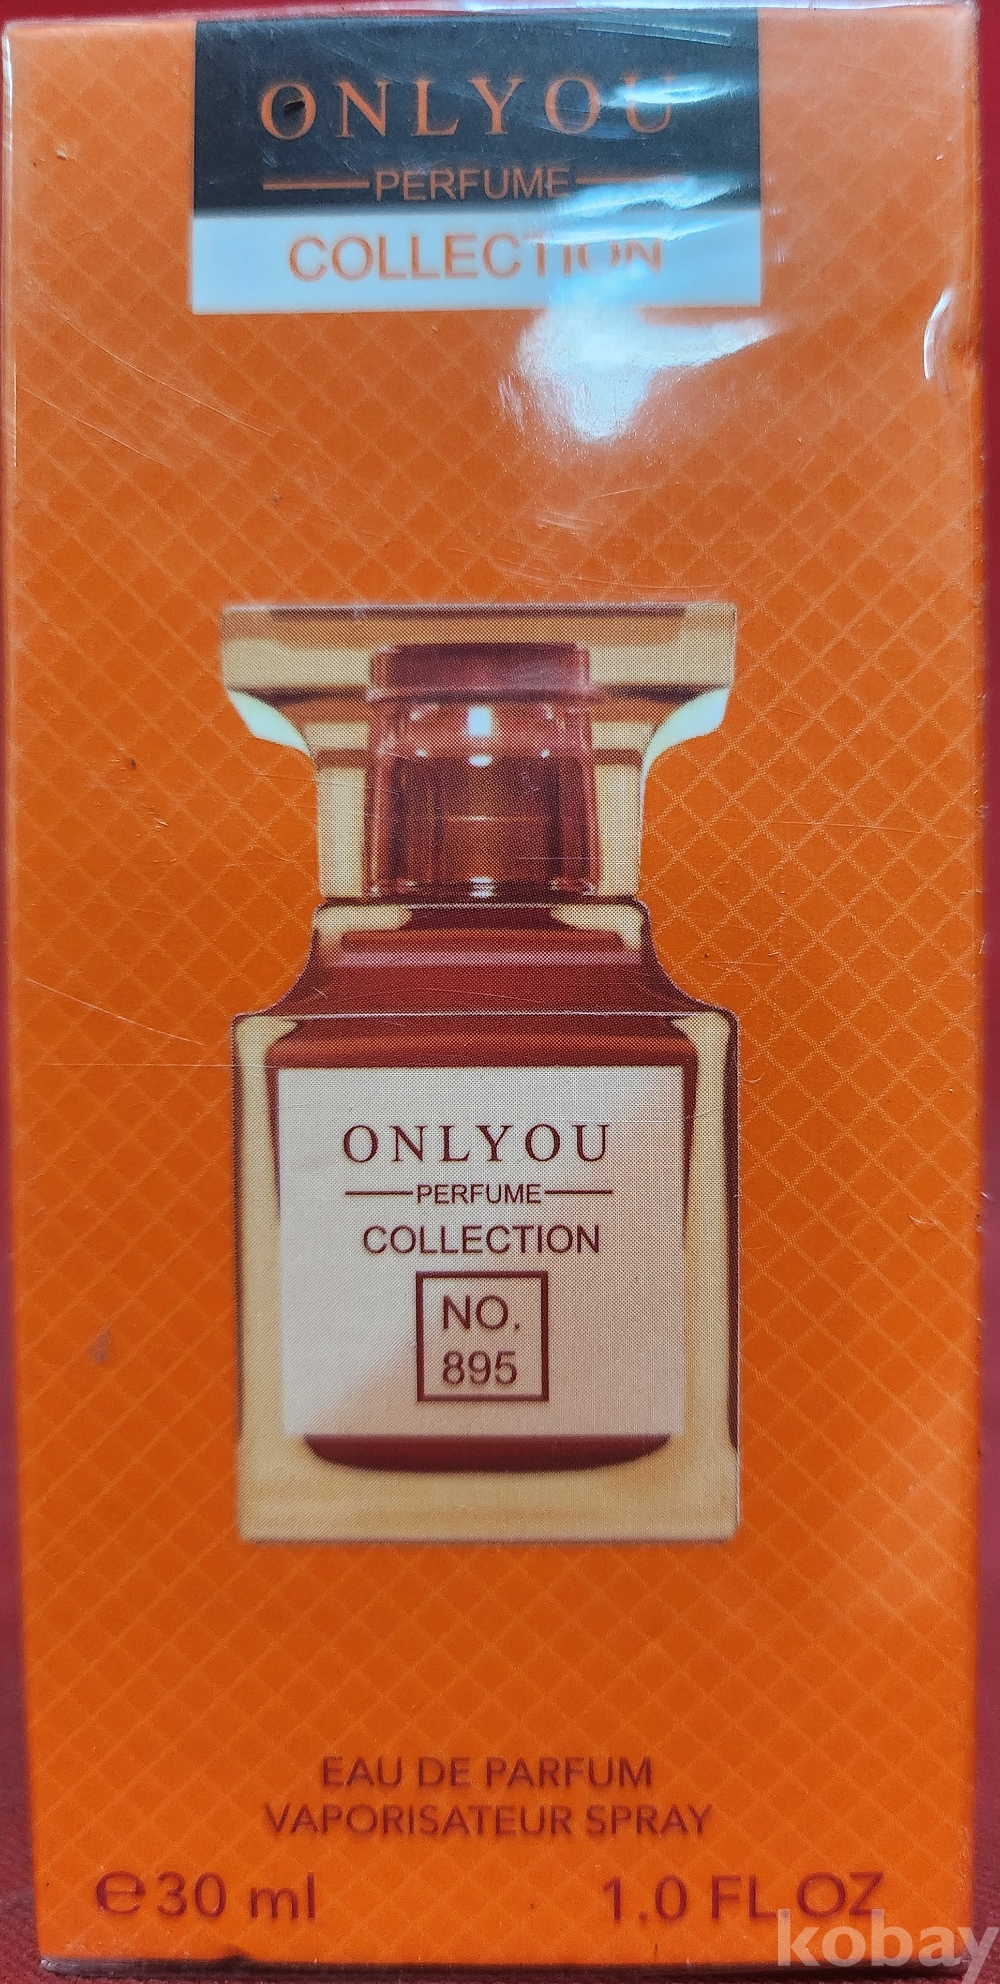 ONLYOU
PERFUME
COLLECTION
ONLYOU
PERFUME
COLLECTION
NO.
895
EAU DE PARFUM
VAPORISATEUR SPRAY
℮30 ml 1.0 FL.OZ
kobay